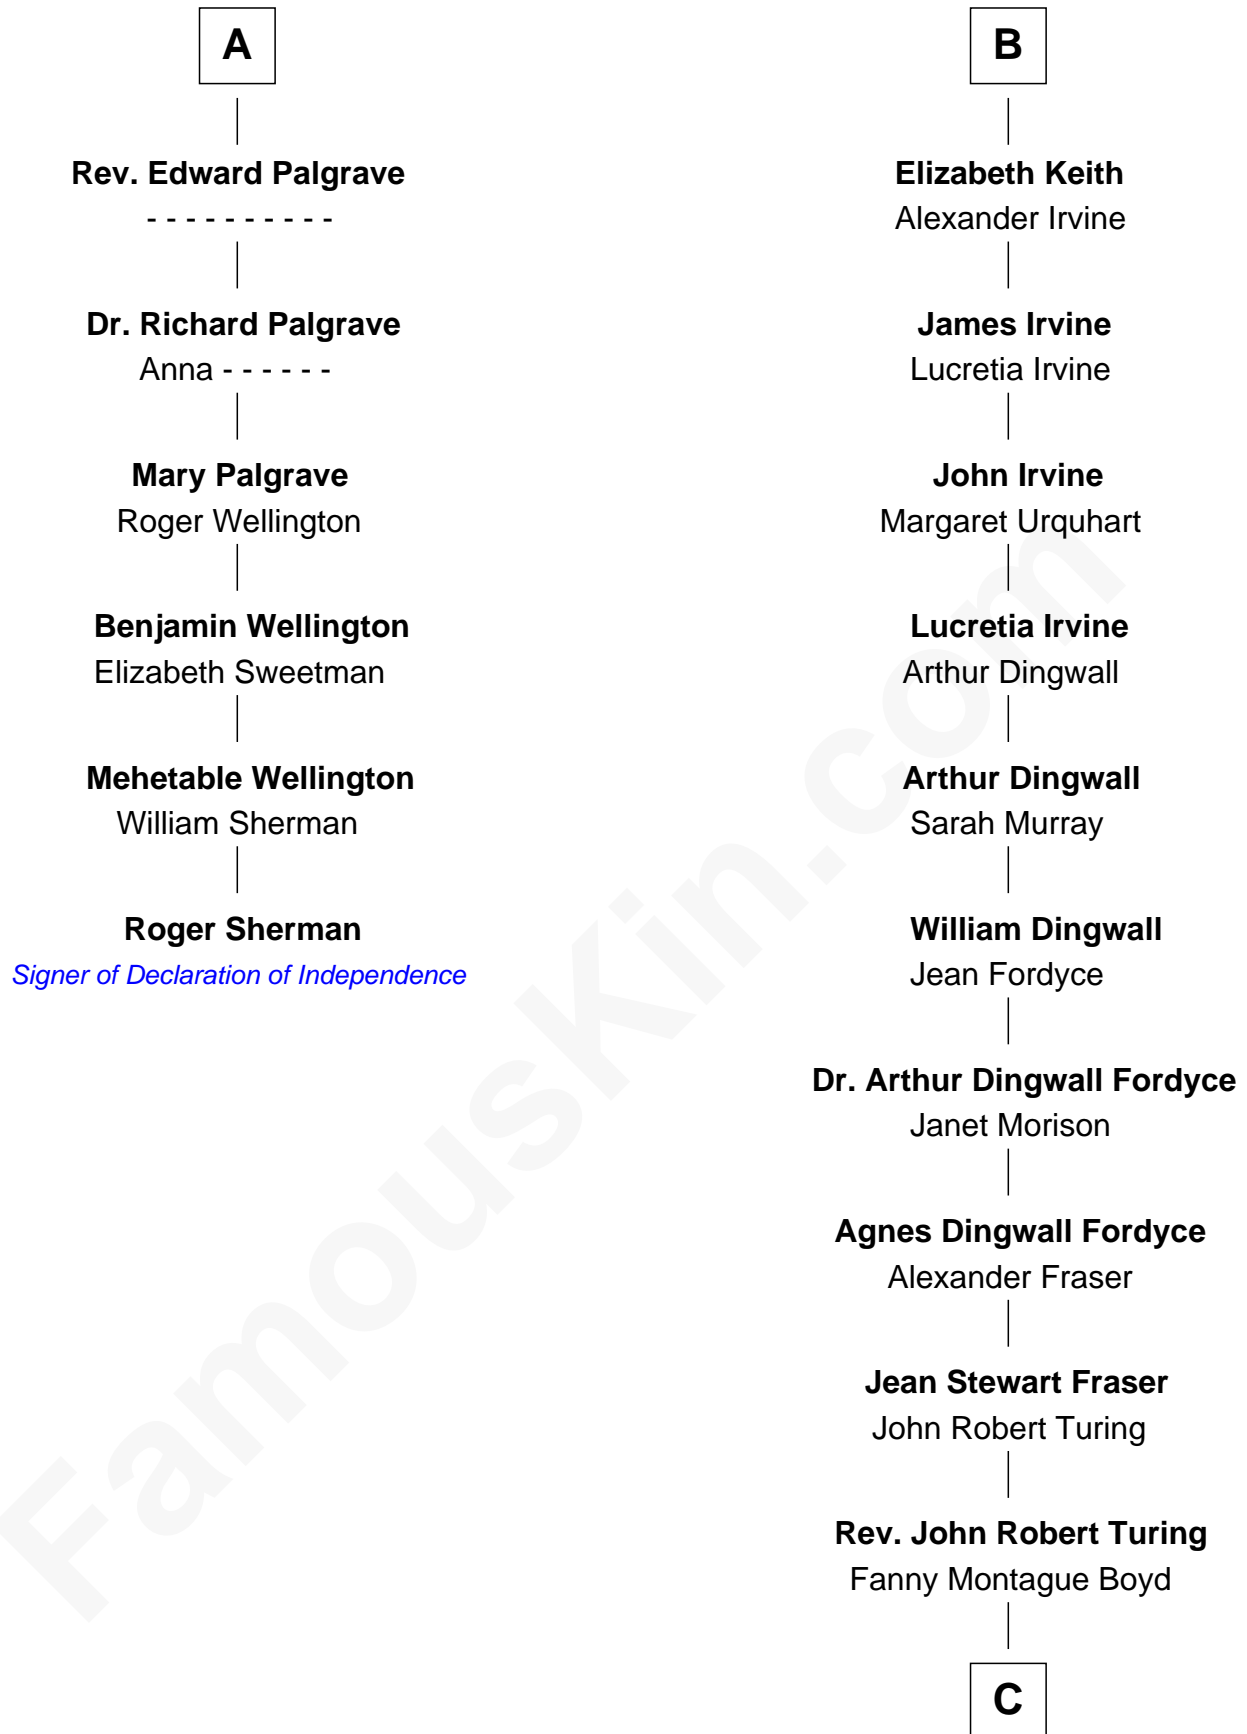 A
Rev. Edward Palgrave
- - - - - - - - - -
Dr. Richard Palgrave
Anna - - - - - -
Mary Palgrave
Roger Wellington
Benjamin Wellington
Elizabeth Sweetman
Mehetable Wellington
William Sherman
Roger Sherman
Signer of Declaration of Independence
B
Elizabeth Keith
Alexander Irvine
James Irvine
Lucretia Irvine
John Irvine
Margaret Urquhart
Lucretia Irvine
Arthur Dingwall
Arthur Dingwall
Sarah Murray
William Dingwall
Jean Fordyce
Dr. Arthur Dingwall Fordyce
Janet Morison
Agnes Dingwall Fordyce
Alexander Fraser
Jean Stewart Fraser
John Robert Turing
Rev. John Robert Turing
Fanny Montague Boyd
C
FamousKin.com